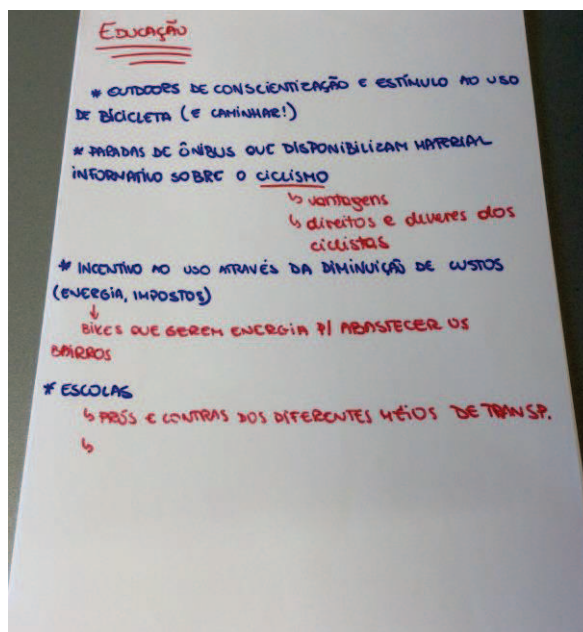 EDUCAÇÃO
* OUTDOORS DE CONSCIENTIZAÇÃO E ESTÍMULO AO USO
DE BICICLETA (E CAMINHAR!)
* PARADAS DE ÔNIBUS QUE DISPONIBILIZAM MATERIAL
INFORMATIVO SOBRE O CICLISMO
↳ vantagens
↳ direitos e deveres dos
ciclistas
* INCENTIVO AO USO ATRAVÉS DA DIMINUIÇÃO DE CUSTOS
(ENERGIA, IMPOSTOS)
↓
BIKES QUE GEREM ENERGIA P/ ABASTECER OS
BAIRROS
* ESCOLAS
↳ PRÓS E CONTRAS DOS DIFERENTES MEIOS DE TRANSP.
↳